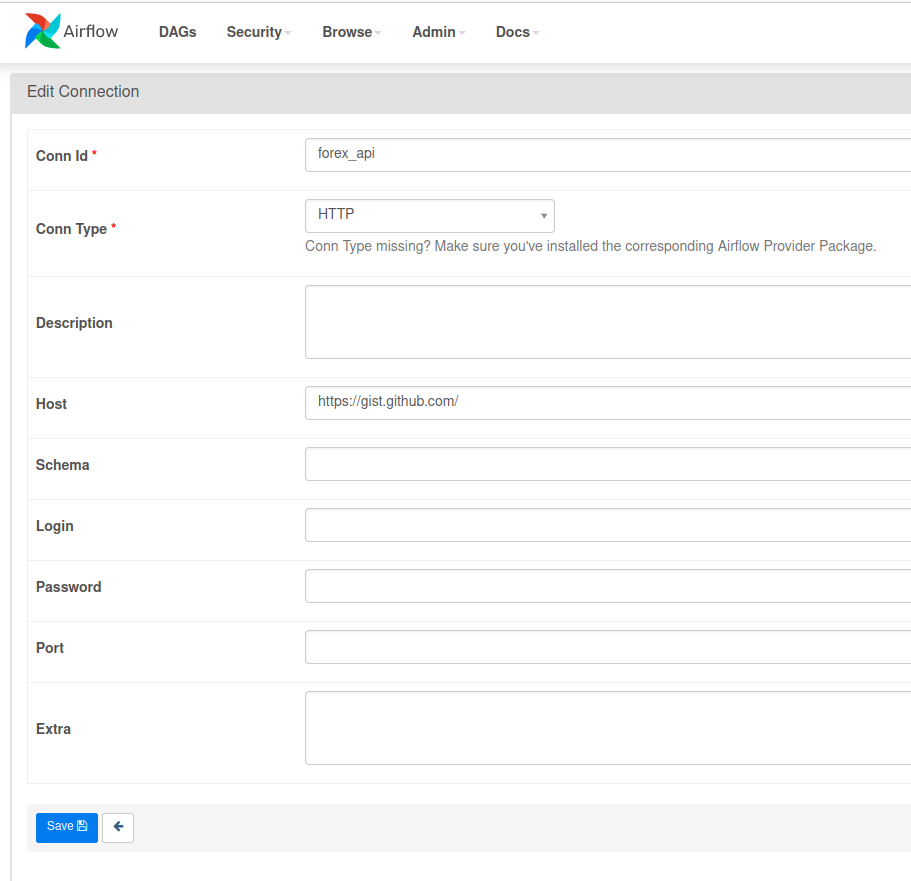 Airflow DAGs Security Browse Admin Docs
Edit Connection
Conn Id * forex_api
Conn Type * HTTP
Conn Type missing? Make sure you've installed the corresponding Airflow Provider Package.
Description
Host https://gist.github.com/
Schema
Login
Password
Port
Extra
Save